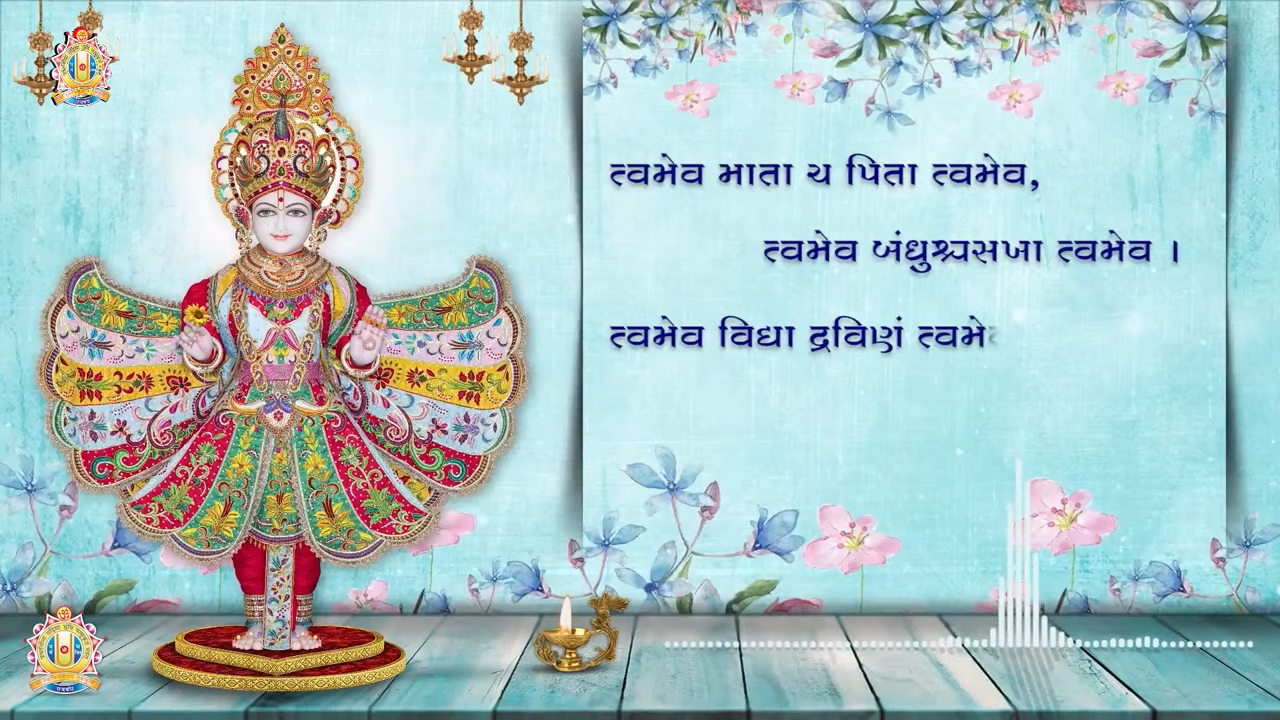 ત્વમેવ માતા ચ પિતા ત્વમેવ,
ત્વમેવ બંધુશ્ચસખા ત્વમેવ ।
ત્વમેવ વિદ્યા દ્રવિણં ત્વમે